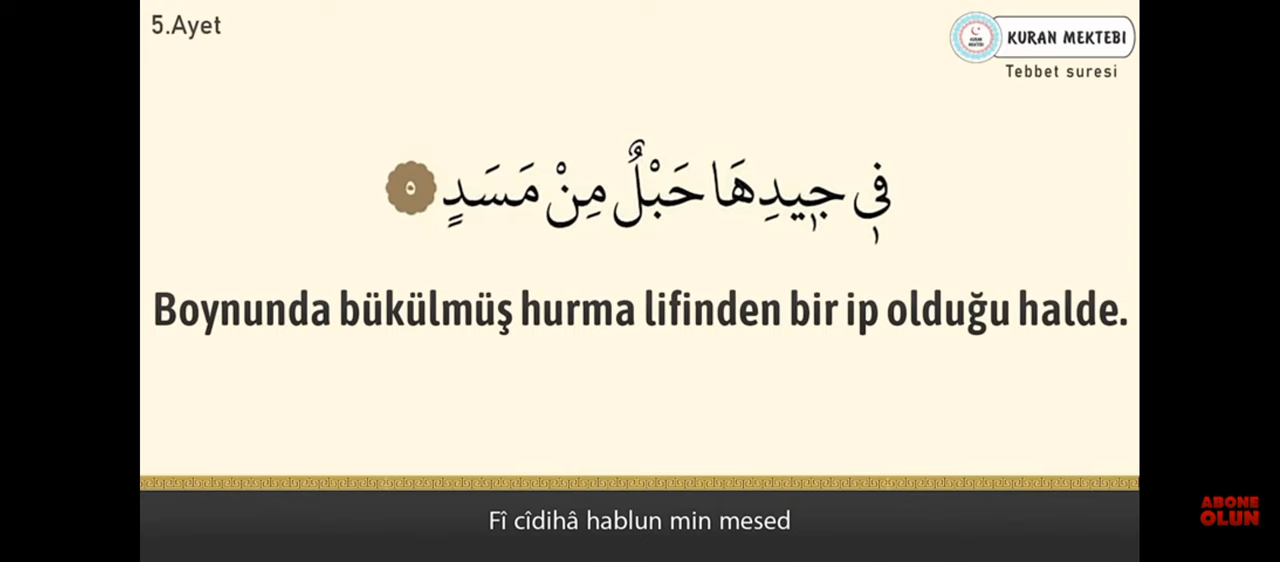 5.Ayet
KURAN MEKTEBI
Tebbet suresi
فٖي جٖيدِهَا حَبْلٌ مِنْ مَسَدٍ ٥
Boynunda bükülmüş hurma lifinden bir ip olduğu halde.
Fî cîdihâ hablun min mesed
ABONE
OLUN